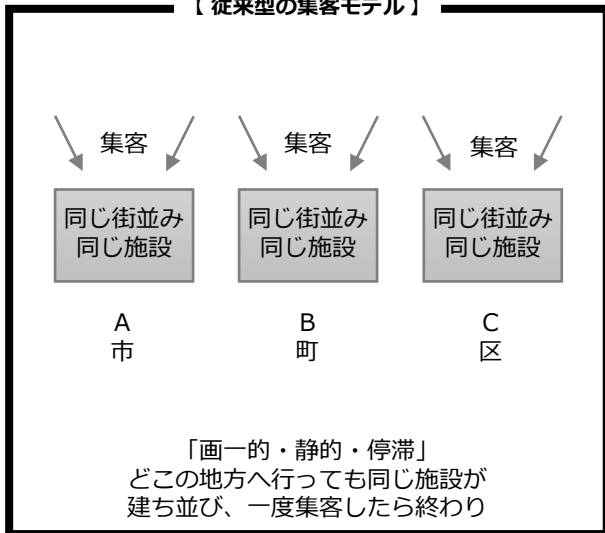 【 従来型の集客モデル 】
集客
集客
集客
同じ街並み
同じ施設
同じ街並み
同じ施設
同じ街並み
同じ施設
A
市
B
町
C
区
「画一的・静的・停滞」
どこの地方へ行っても同じ施設が
建ち並び、一度集客したら終わり